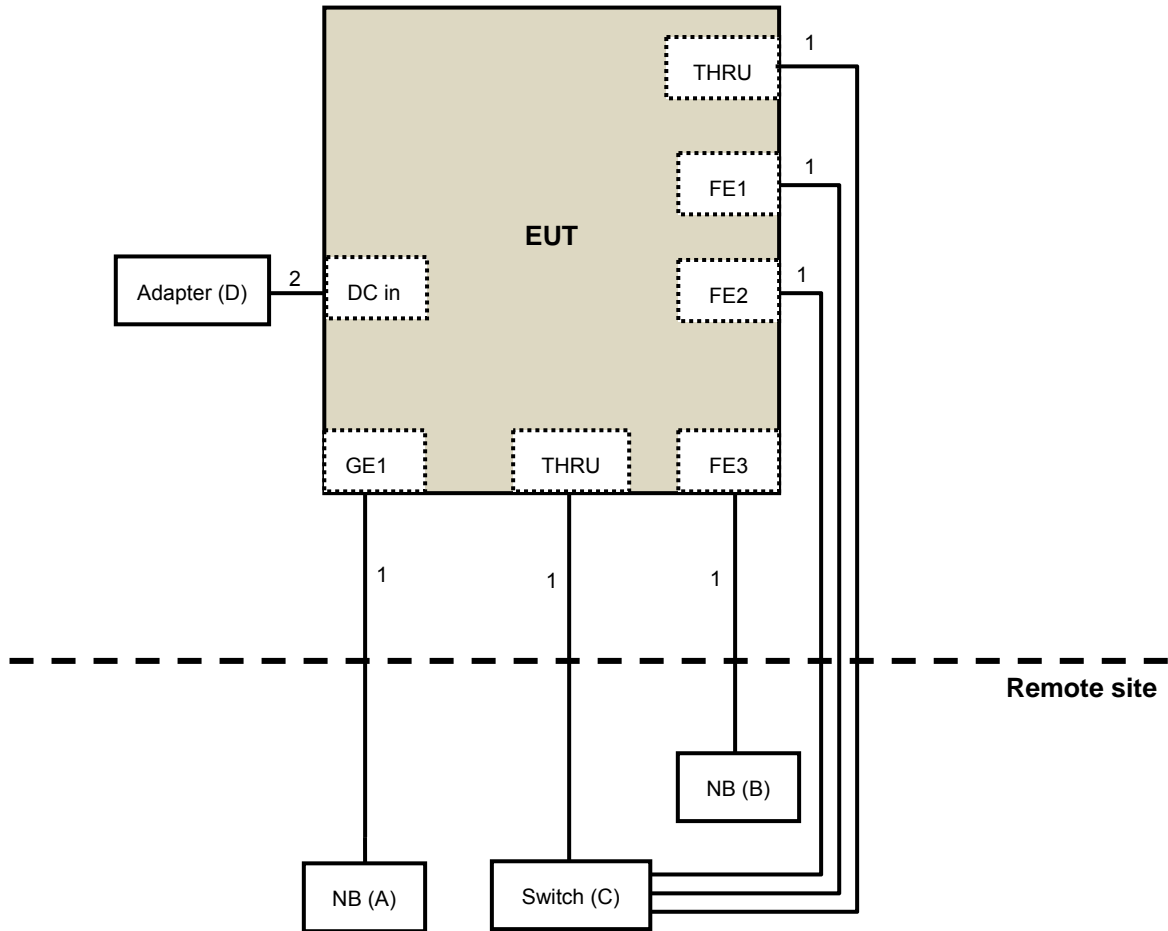 1
THRU
1
FE1
EUT
Adapter (D)
2
DC in
FE2
1
GE1
THRU
FE3
1
1
1
Remote site
NB (B)
NB (A)
Switch (C)